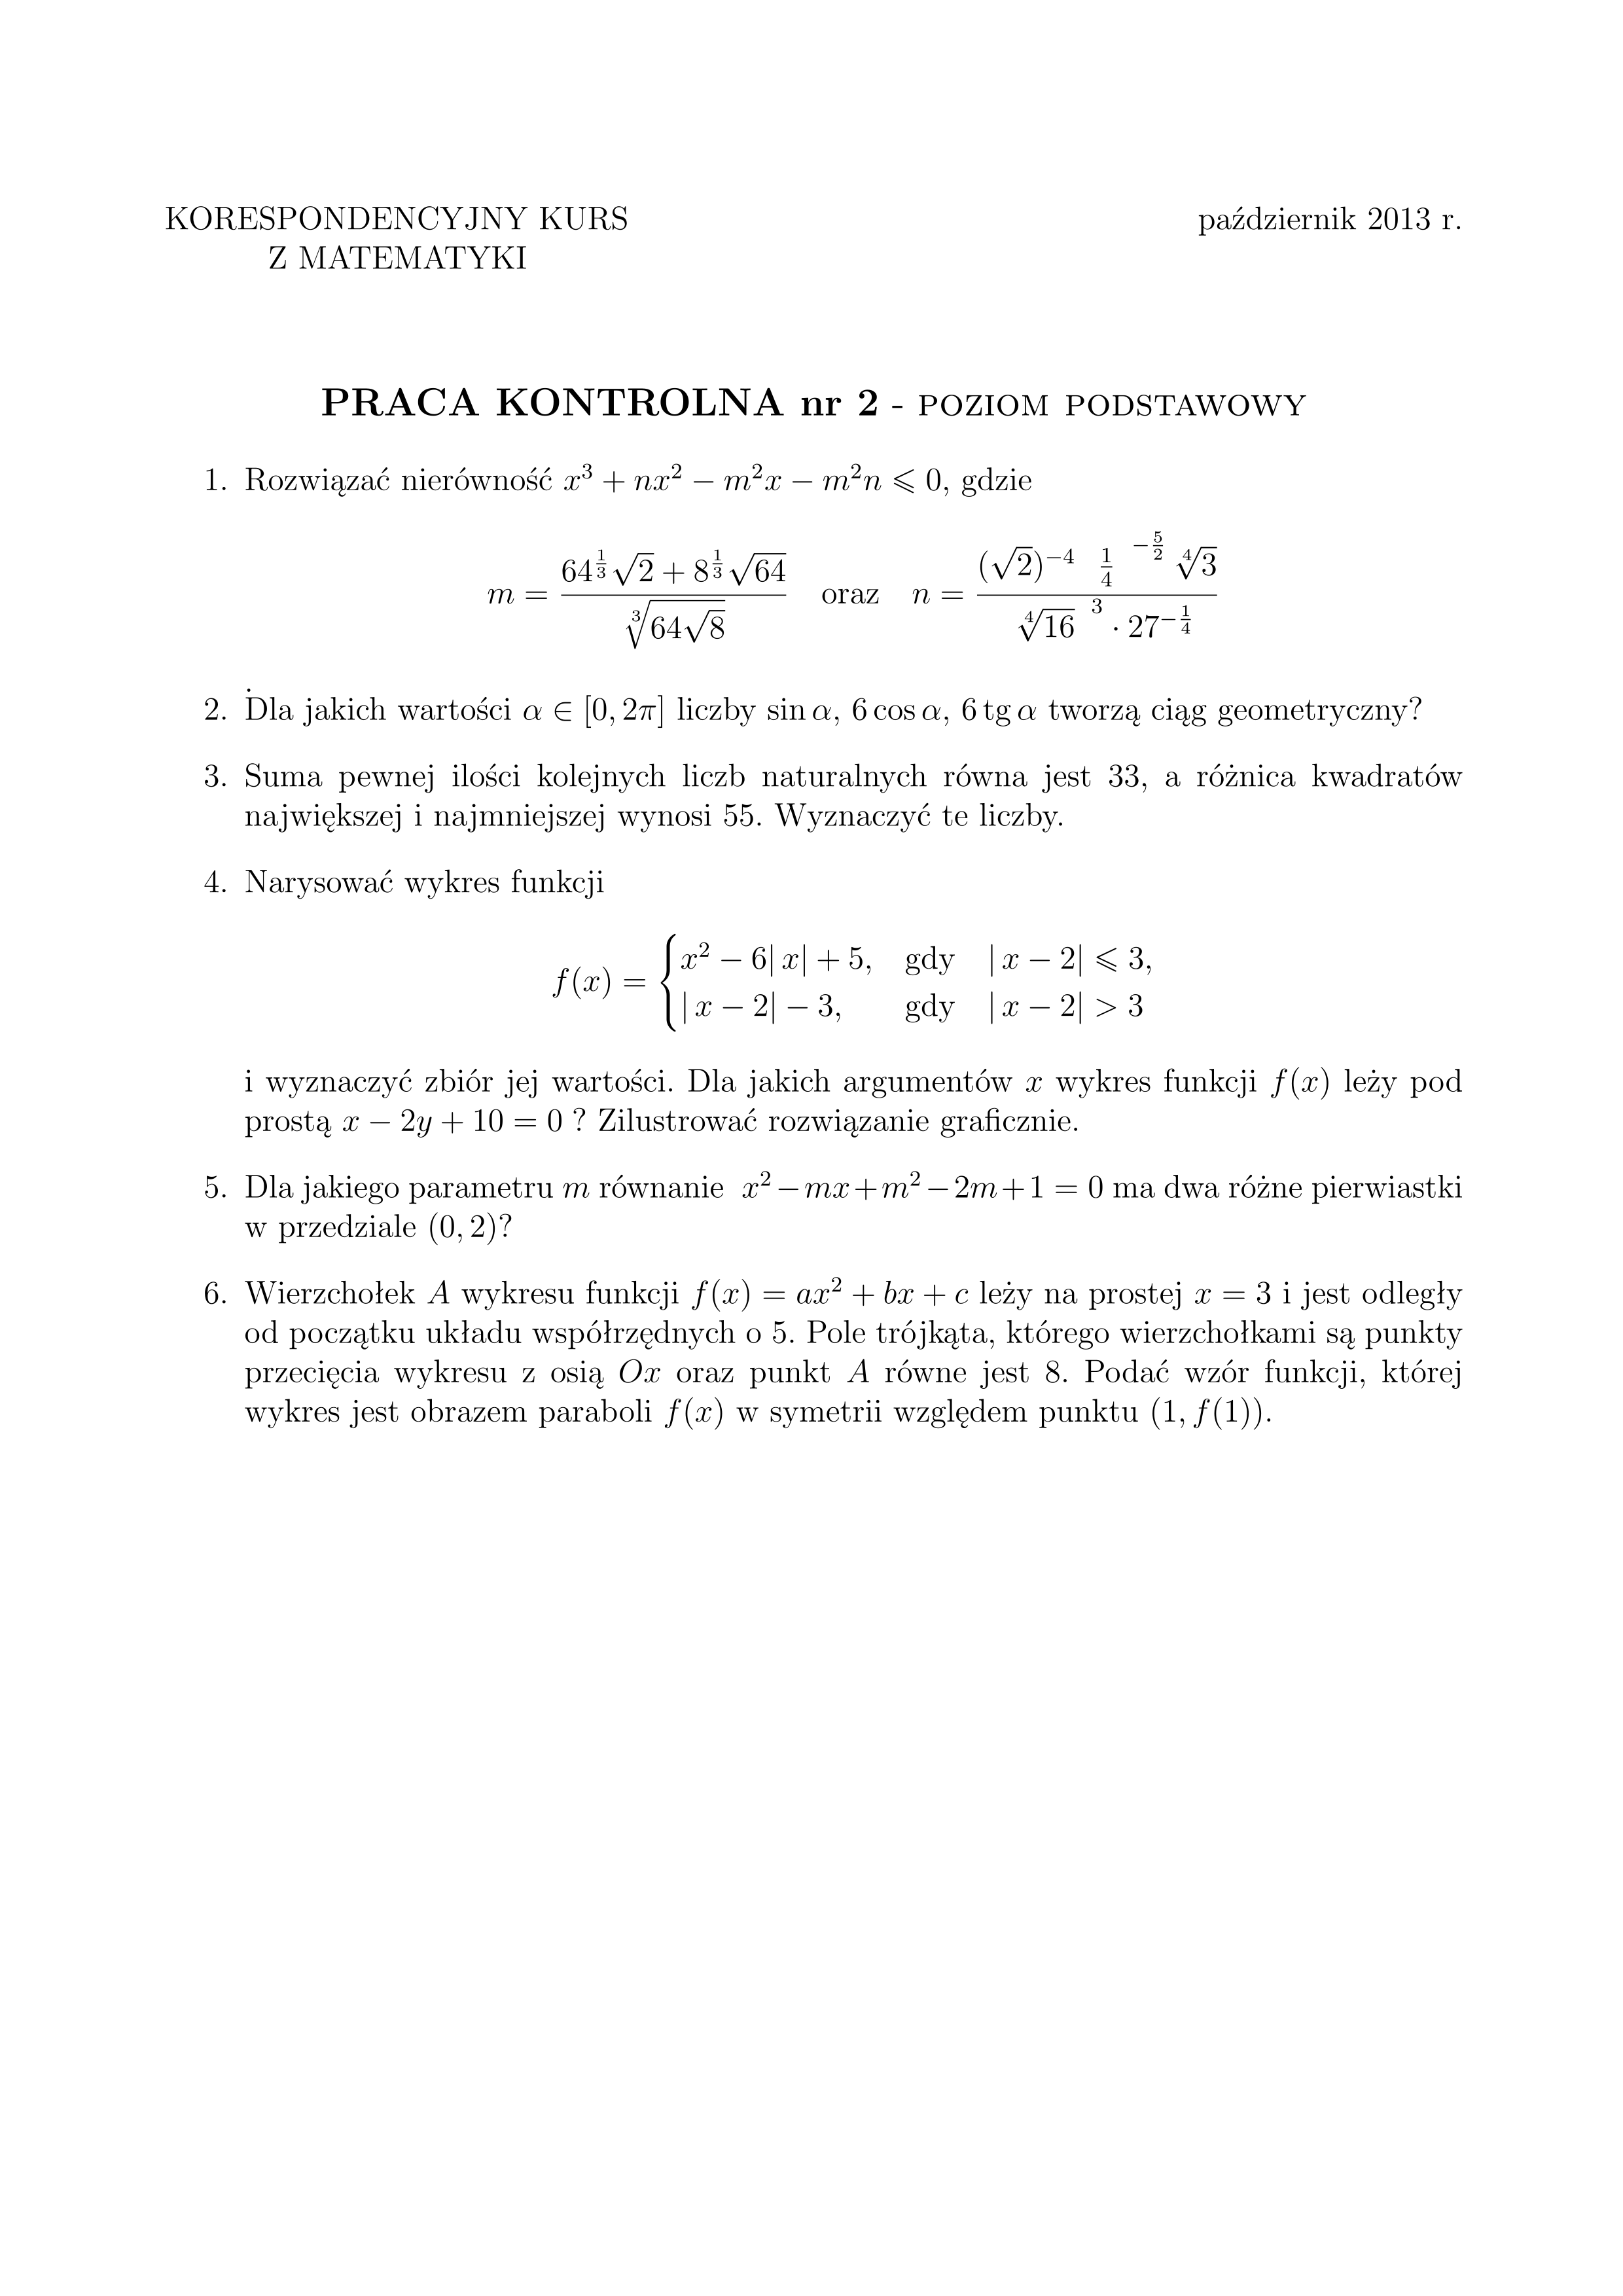 KORESPONDENCYJNY KURS październik 2013 r.
Z MATEMATYKI
PRACA KONTROLNA nr 2 - POZIOM PODSTAWOWY
1. Rozwiązać nierówność $x^3 + nx^2 - m^2x - m^2n \leqslant 0$, gdzie
$m = \frac{64^{\frac{1}{3}}\sqrt{2} + 8^{\frac{1}{3}}\sqrt{64}}{\sqrt[3]{64\sqrt{8}}}$ oraz $n = \frac{(\sqrt{2})^{-4} \ \frac{1}{4}^{\ -\frac{5}{2}} \sqrt[4]{3}}{\sqrt[4]{16}^{\ 3} \cdot 27^{-\frac{1}{4}}}$
.
2. Dla jakich wartości $\alpha \in [0, 2\pi]$ liczby $\sin \alpha$, $6 \cos \alpha$, $6 \operatorname{tg} \alpha$ tworzą ciąg geometryczny?
3. Suma pewnej ilości kolejnych liczb naturalnych równa jest 33, a różnica kwadratów
największej i najmniejszej wynosi 55. Wyznaczyć te liczby.
4. Narysować wykres funkcji
$f(x) = \begin{cases} x^2 - 6|x| + 5, & \text{gdy } |x - 2| \leqslant 3, \\ |x - 2| - 3, & \text{gdy } |x - 2| > 3 \end{cases}$
i wyznaczyć zbiór jej wartości. Dla jakich argumentów $x$ wykres funkcji $f(x)$ leży pod
prostą $x - 2y + 10 = 0$ ? Zilustrować rozwiązanie graficznie.
5. Dla jakiego parametru $m$ równanie $x^2 - mx + m^2 - 2m + 1 = 0$ ma dwa różne pierwiastki
w przedziale $(0, 2)$?
6. Wierzchołek $A$ wykresu funkcji $f(x) = ax^2 + bx + c$ leży na prostej $x = 3$ i jest odległy
od początku układu współrzędnych o 5. Pole trójkąta, którego wierzchołkami są punkty
przecięcia wykresu z osią $Ox$ oraz punkt $A$ równe jest 8. Podać wzór funkcji, której
wykres jest obrazem paraboli $f(x)$ w symetrii względem punktu $(1, f(1))$.